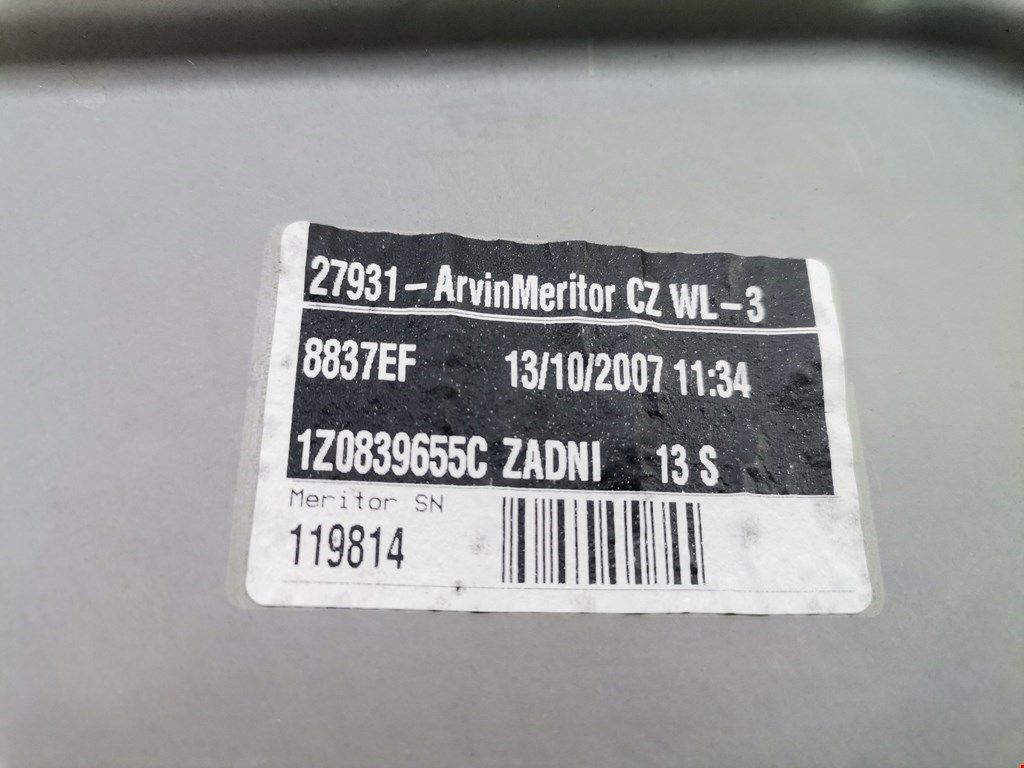 27931-ArvinMeritor CZ WL-3
8837EF 13/10/2007 11:34
1Z0839655C ZADNI 13 S
Meritor SN
119814